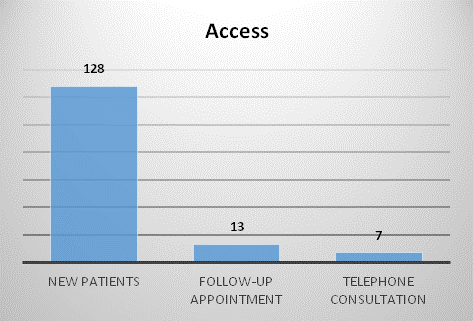 Access
128
13
7
NEW PATIENTS
FOLLOW-UP
APPOINTMENT
TELEPHONE
CONSULTATION